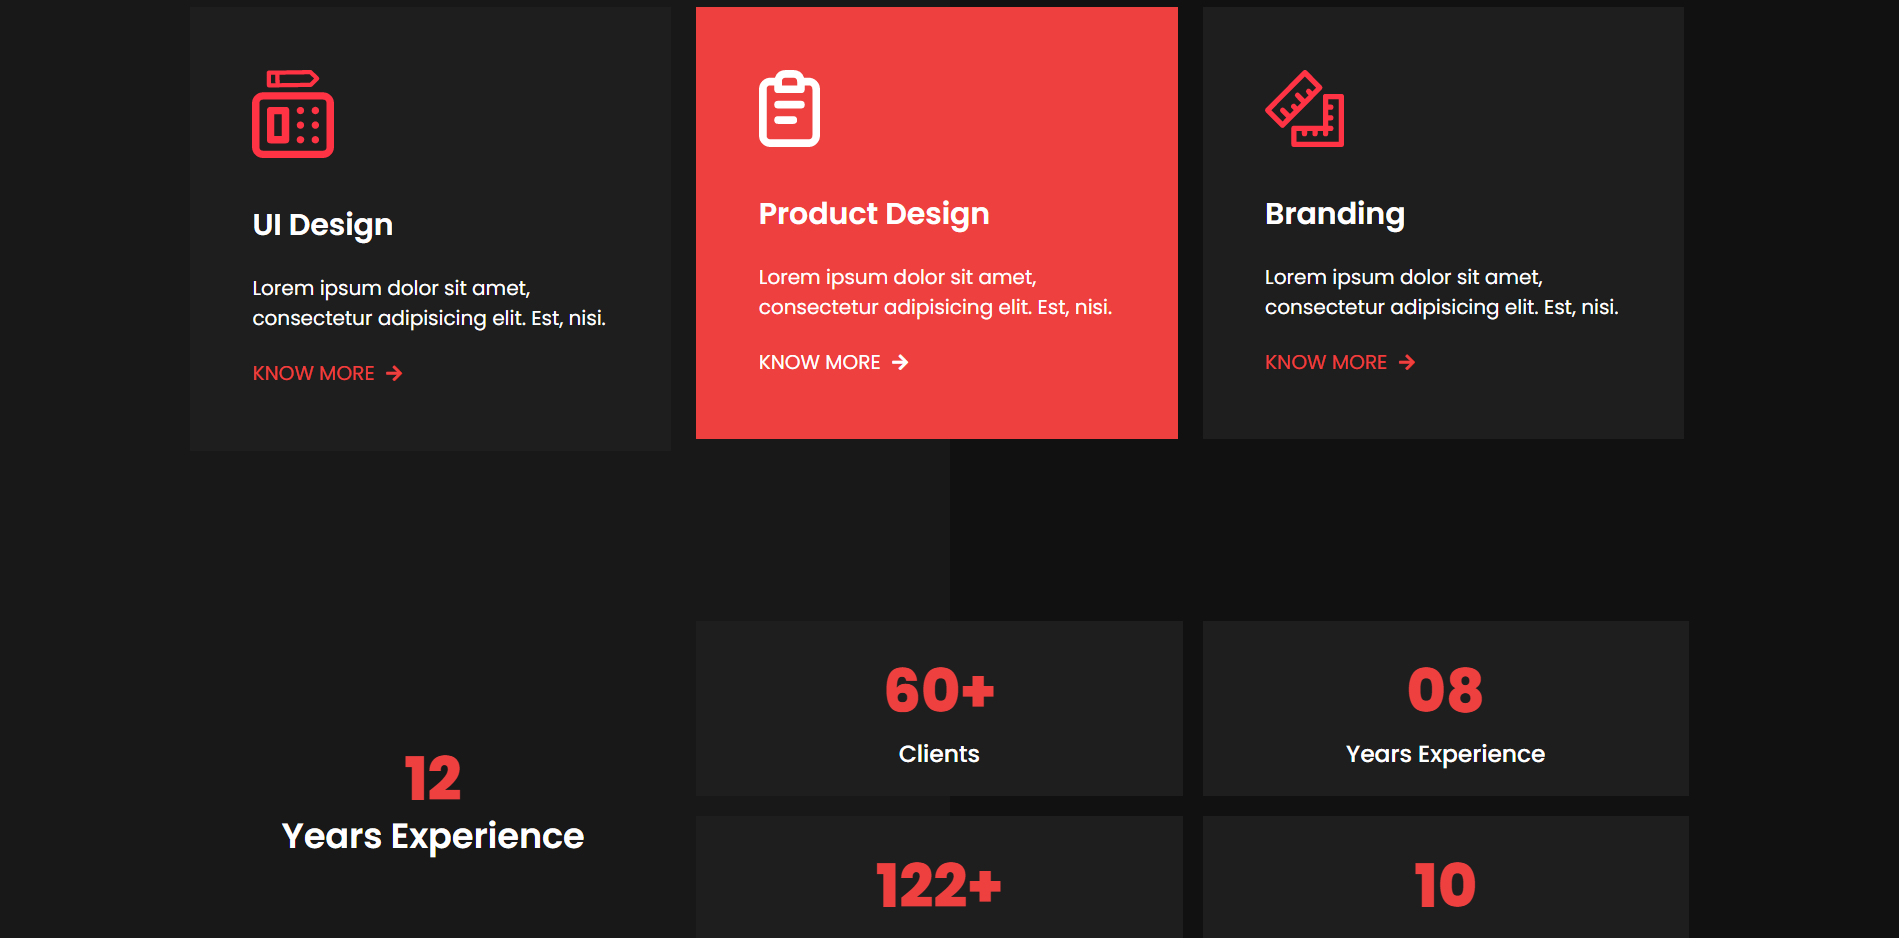 UI Design
Lorem ipsum dolor sit amet,
consectetur adipisicing elit. Est, nisi.
KNOW MORE
Product Design
Lorem ipsum dolor sit amet,
consectetur adipisicing elit. Est, nisi.
KNOW MORE
Branding
Lorem ipsum dolor sit amet,
consectetur adipisicing elit. Est, nisi.
KNOW MORE
12
Years Experience
60+
Clients
08
Years Experience
122+
10